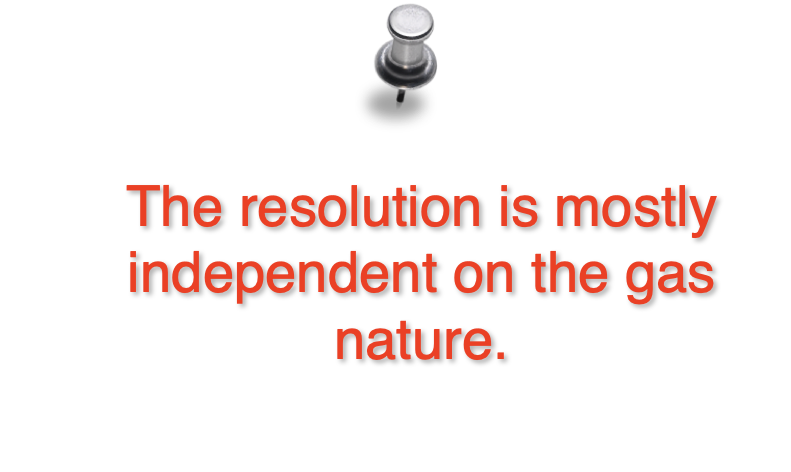 The resolution is mostly
independent on the gas
nature.